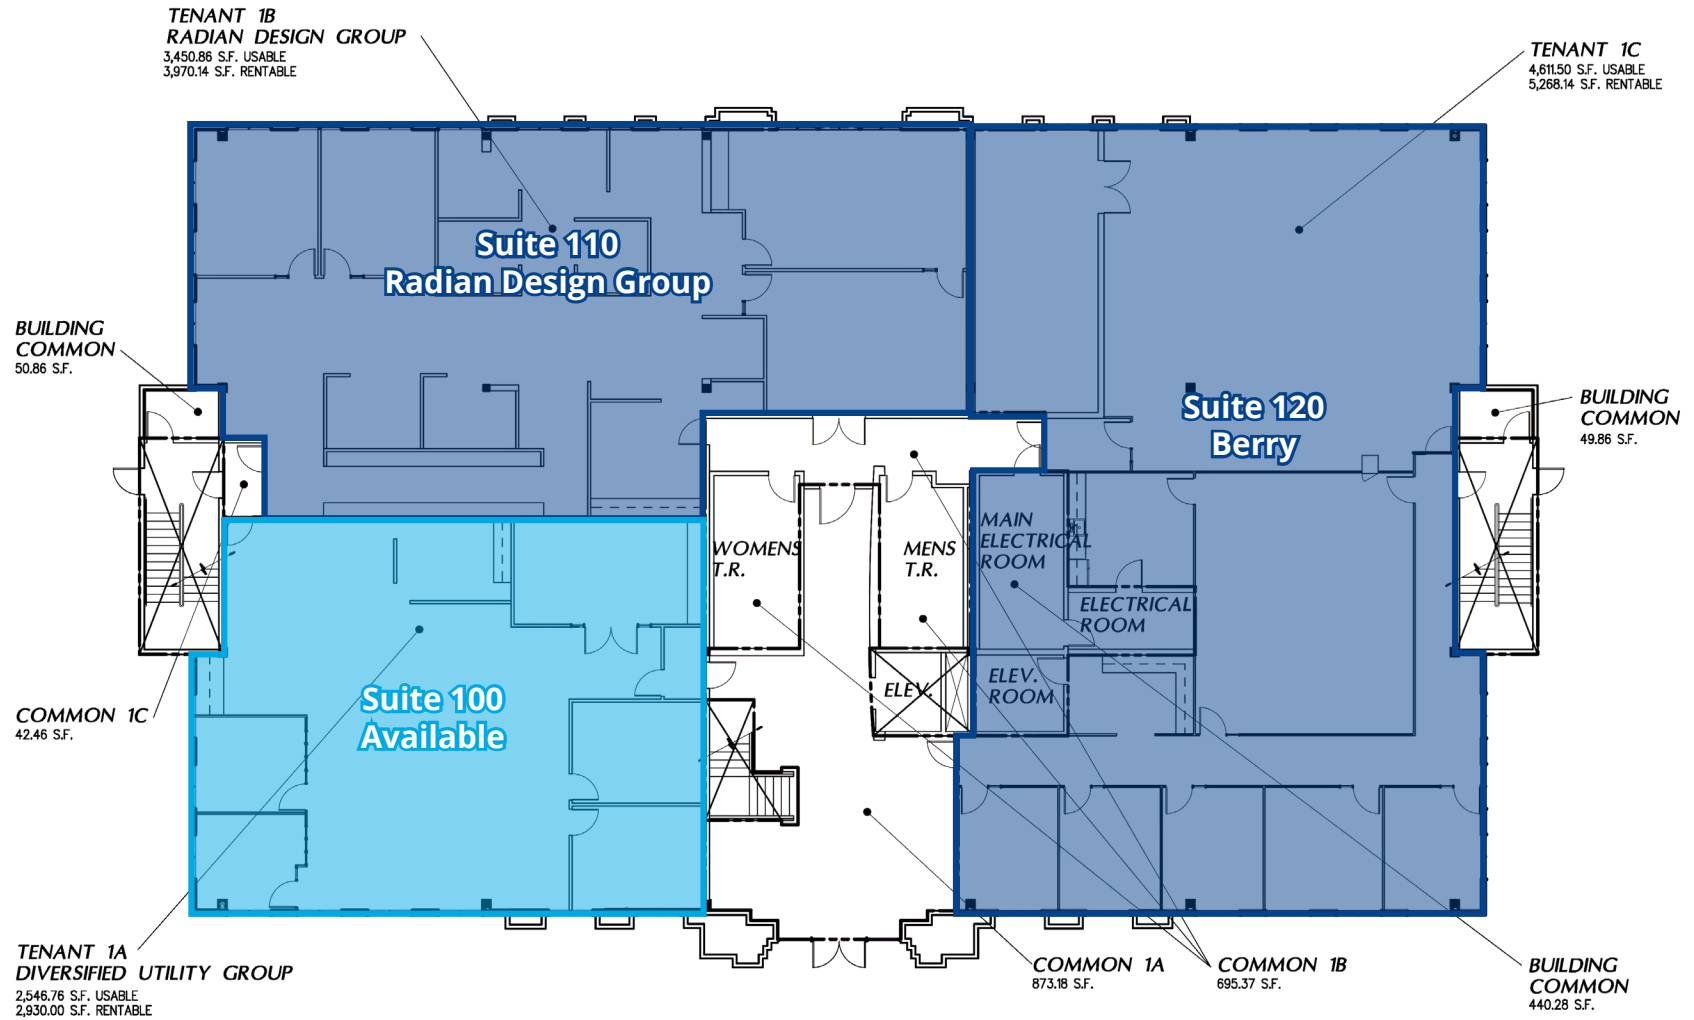 TENANT 1B
RADIAN DESIGN GROUP
3,450.86 S.F. USABLE
3,970.14 S.F. RENTABLE
TENANT 1C
4,611.50 S.F. USABLE
5,268.14 S.F. RENTABLE
Suite 110
Radian Design Group
BUILDING
COMMON
50.86 S.F.
Suite 120
Berry
BUILDING
COMMON
49.86 S.F.
WOMENS
T.R.
MENS
T.R.
MAIN
ELECTRICAL
ROOM
ELECTRICAL
ROOM
ELEV.
ELEV.
ROOM
Suite 100
Available
COMMON 1C
42.46 S.F.
TENANT 1A
DIVERSIFIED UTILITY GROUP
2,546.76 S.F. USABLE
2,930.00 S.F. RENTABLE
COMMON 1A
873.18 S.F.
COMMON 1B
695.37 S.F.
BUILDING
COMMON
440.28 S.F.